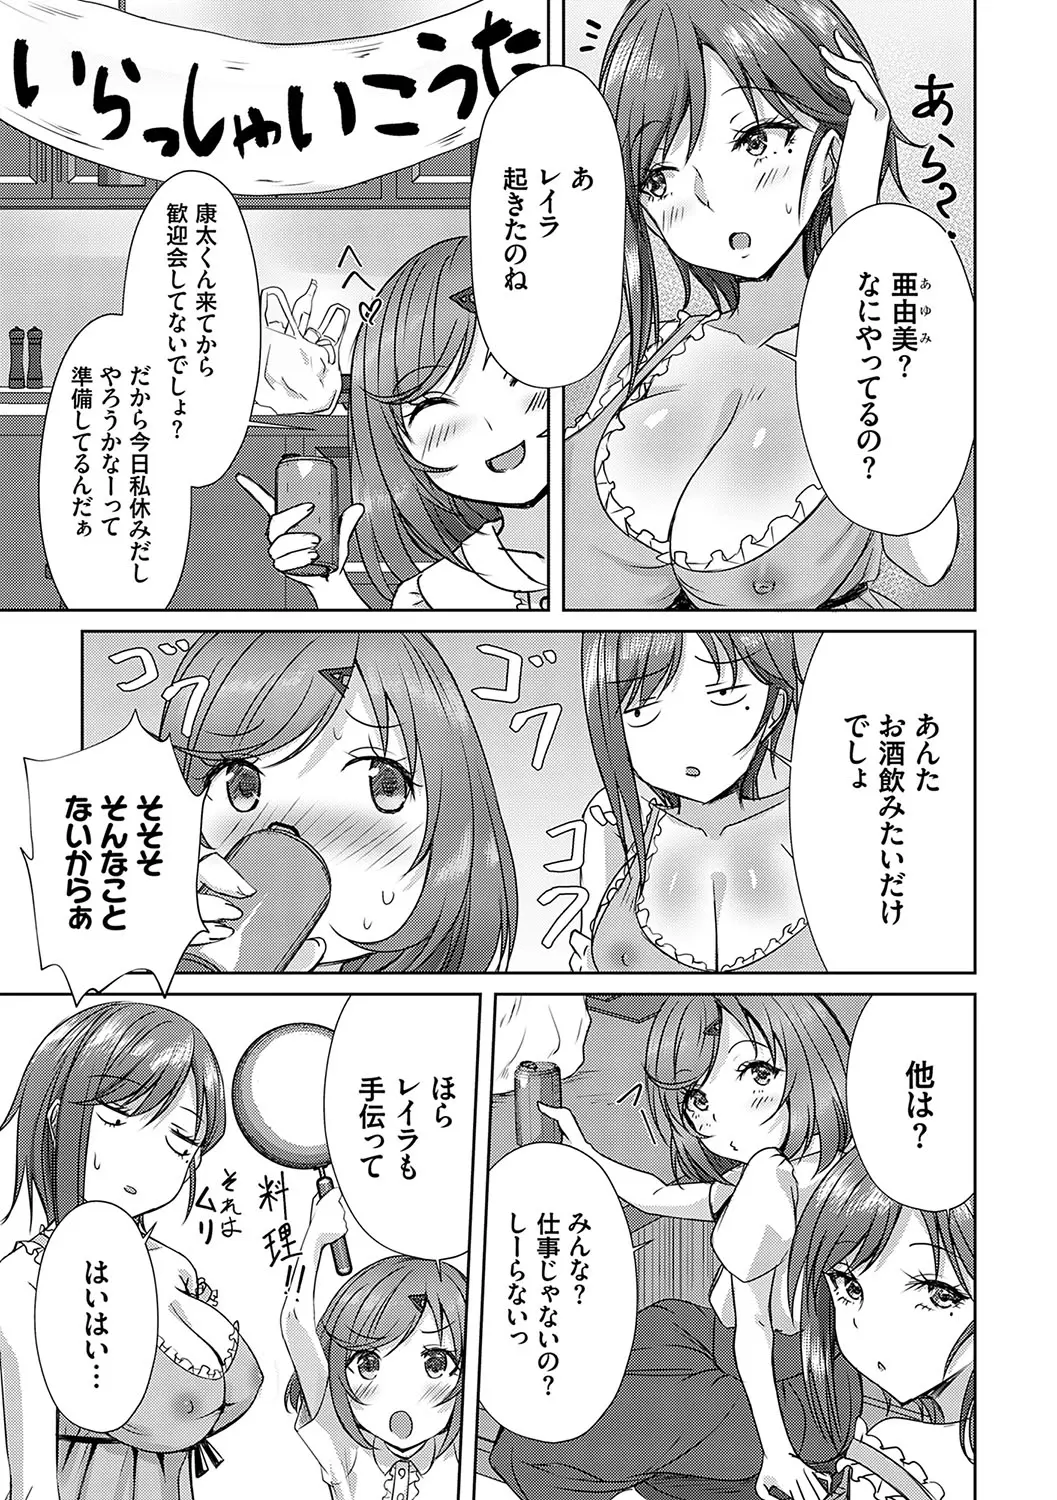 あ、ら？
亜由美？
あゆみ
なにやってるの？
あ
レイラ
起きたのね
いらっしゃいこうた
康太くん来てから
歓迎会してないでしょ？
だから今日私休みだし
やろうかなーって
準備してるんだぁ
あんた
お酒飲みたいだけ
でしょ
ゴク
ゴク
ゴク
ゴク
そそそ
そんなこと
ないからぁ
他は？
みんな？
仕事じゃないの？
しーらないっ
ほら
レイラも
手伝って
料理!!
それは
ムリ
はいはい…